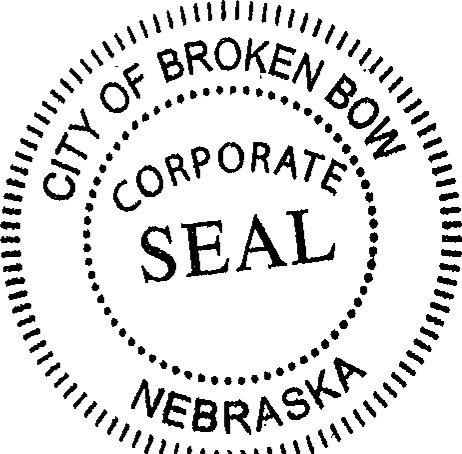 CITY OF BROKEN BOW
CORPORATE
SEAL
NEBRASKA